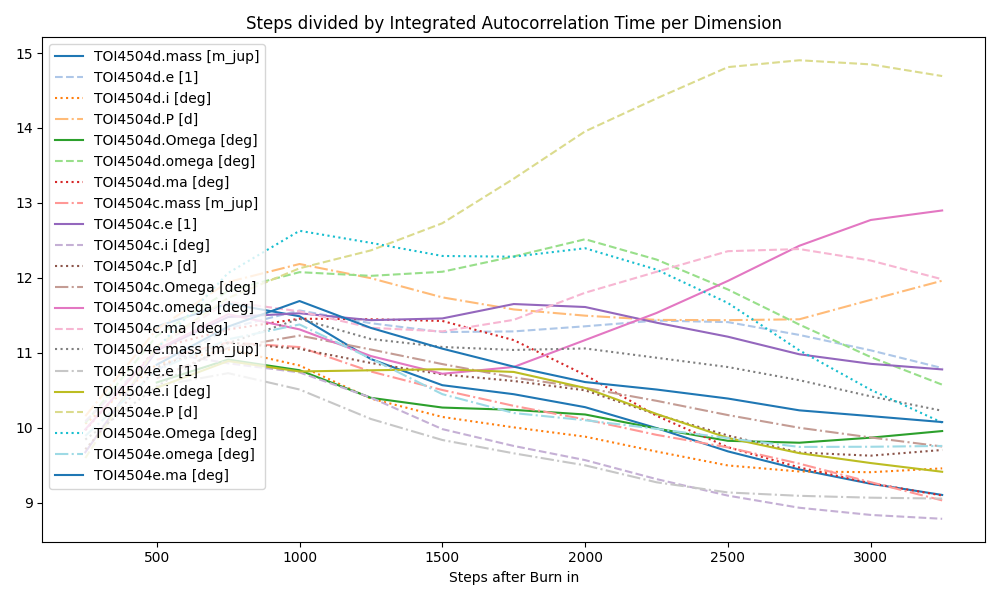 Steps divided by Integrated Autocorrelation Time per Dimension
15
14
13
12
11
10
9
TOI4504d.mass [m_jup]
TOI4504d.e [1]
TOI4504d.i [deg]
TOI4504d.P [d]
TOI4504d.Omega [deg]
TOI4504d.omega [deg]
TOI4504d.ma [deg]
TOI4504c.mass [m_jup]
TOI4504c.e [1]
TOI4504c.i [deg]
TOI4504c.P [d]
TOI4504c.Omega [deg]
TOI4504c.omega [deg]
TOI4504c.ma [deg]
TOI4504e.mass [m_jup]
TOI4504e.e [1]
TOI4504e.i [deg]
TOI4504e.P [d]
TOI4504e.Omega [deg]
TOI4504e.omega [deg]
TOI4504e.ma [deg]
500 1000 1500 2000 2500 3000
Steps after Burn in